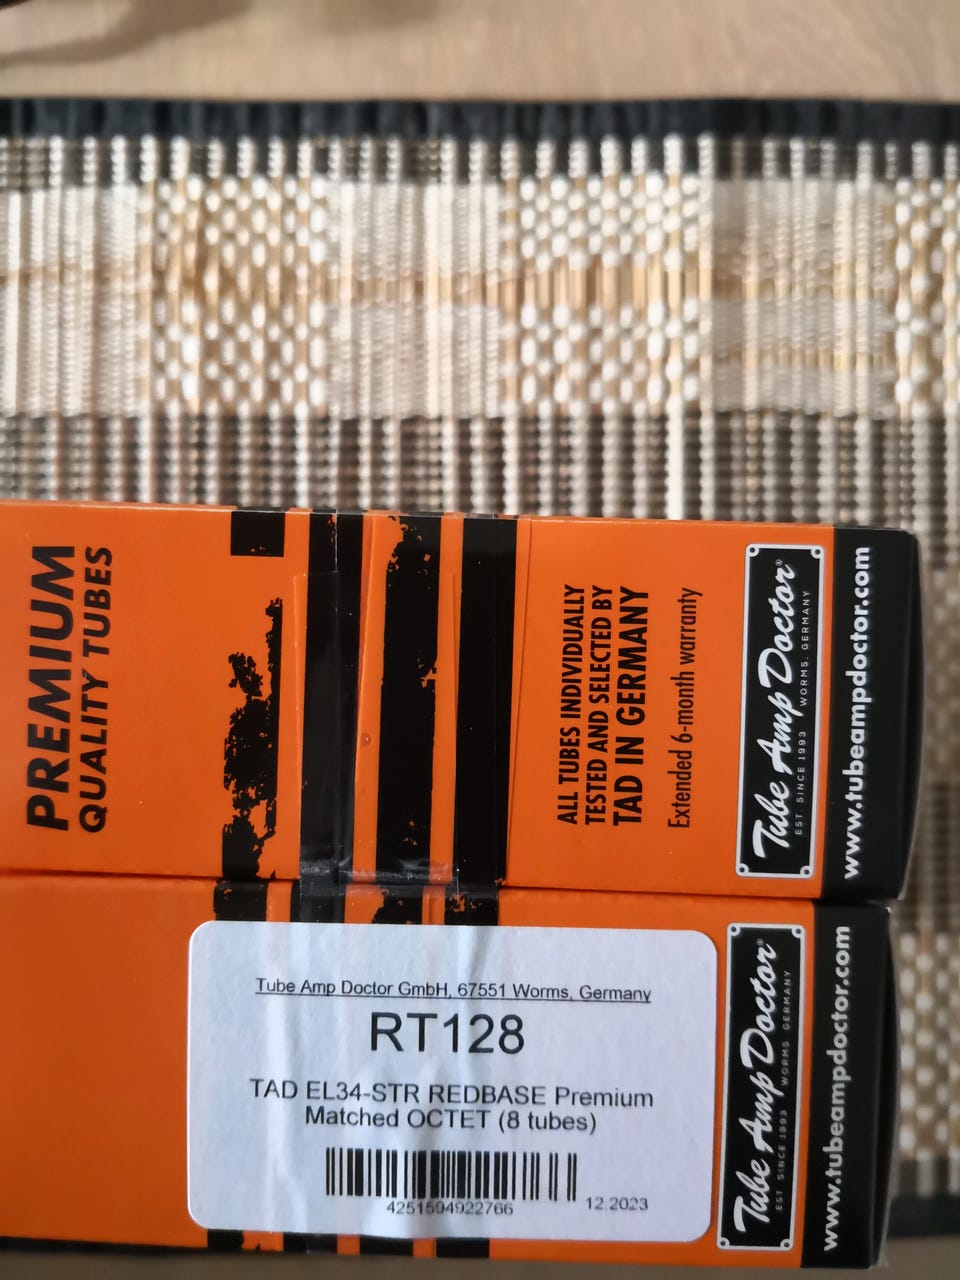 PREMIUM
QUALITY TUBES
ALL TUBES INDIVIDUALLY
TESTED AND SELECTED BY
TAD IN GERMANY
Extended 6-month warranty
Tube Amp Doctor®
EST. SINCE 1993 WORMS. GERMANY
www.tubeampdoctor.com
Tube Amp Doctor GmbH, 67551 Worms, Germany
RT128
TAD EL34-STR REDBASE Premium
Matched OCTET (8 tubes)
4251594922766
12.2023
Tube Amp Doctor®
EST SINCE 1993 WORMS. GERMANY
www.tubeampdoctor.com